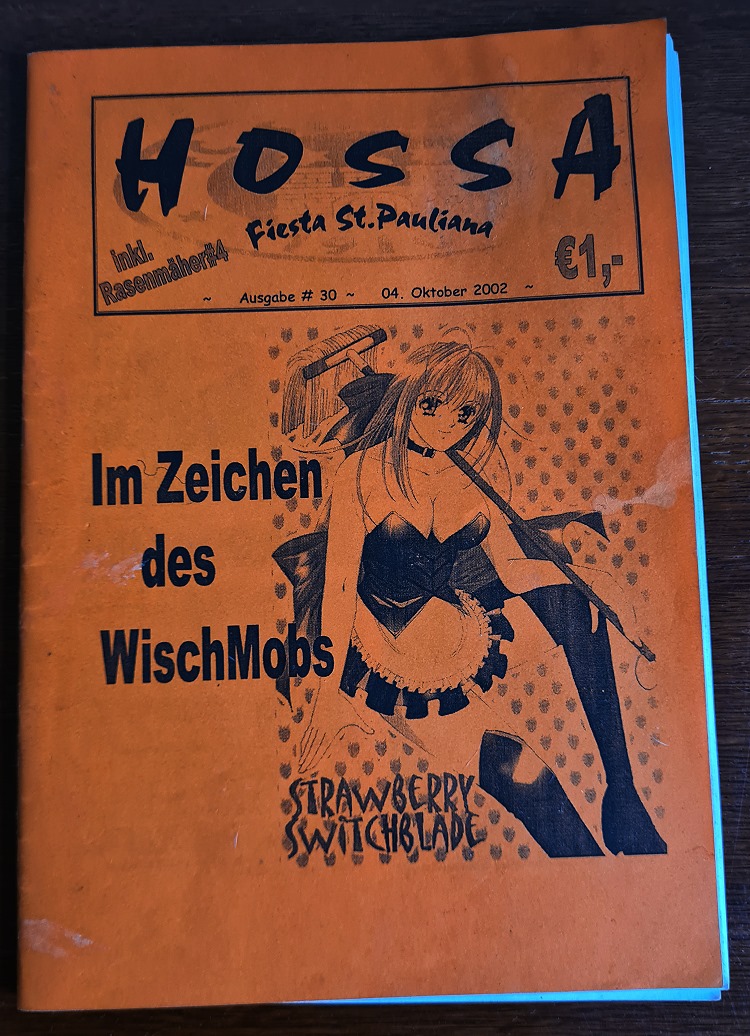 HOSSA
Fiesta St.Pauliana
inkl.
Rasenmäher#4
€1,-
~ Ausgabe # 30 ~ 04. Oktober 2002 ~
Im Zeichen
des
WischMobs
STRAWBERRY
SWITCHBLADE